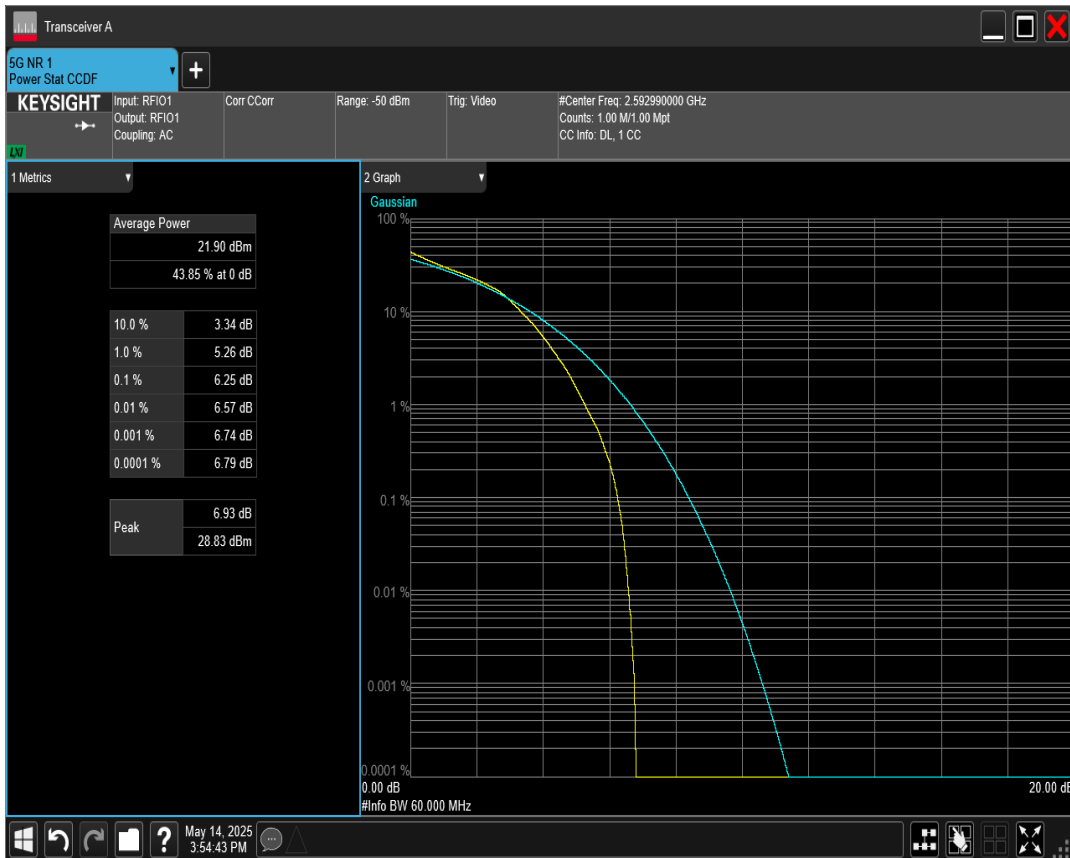 Transceiver A
5G NR 1
Power Stat CCDF
KEYSIGHT
LXI
Input: RFIO1
Output: RFIO1
Coupling: AC
Corr CCorr
Range: -50 dBm
Trig: Video
#Center Freq: 2.592990000 GHz
Counts: 1.00 M/1.00 Mpt
CC Info: DL, 1 CC
1 Metrics
Average Power
21.90 dBm
43.85 % at 0 dB
10.0 % 3.34 dB
1.0 % 5.26 dB
0.1 % 6.25 dB
0.01 % 6.57 dB
0.001 % 6.74 dB
0.0001 % 6.79 dB
Peak 6.93 dB
28.83 dBm
2 Graph
Gaussian
100 %
10 %
1 %
0.1 %
0.01 %
0.001 %
0.0001 %
0.00 dB 20.00 dB
#Info BW 60.000 MHz
? May 14, 2025
3:54:43 PM